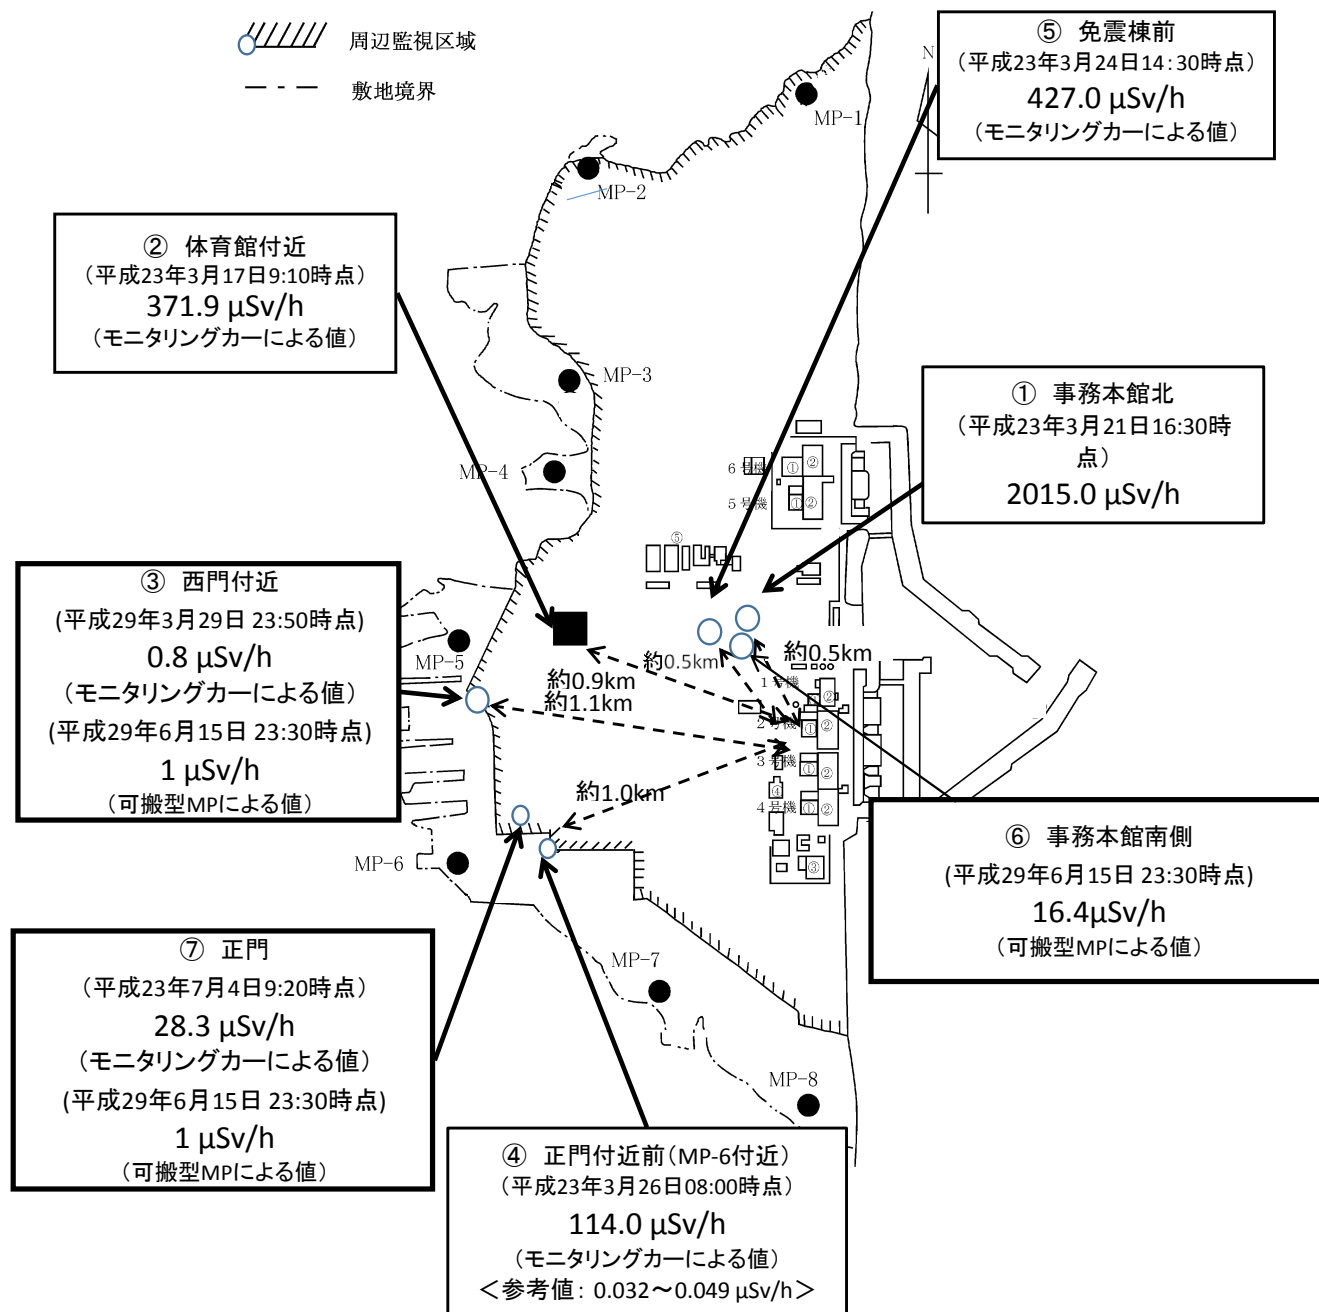 周辺監視区域
敷地境界
⑤ 免震棟前
（平成23年3月24日14：30時点）
427.0 μSv/h
（モニタリングカーによる値）
N
MP-1
MP-2
② 体育館付近
（平成23年3月17日9:10時点）
371.9 μSv/h
（モニタリングカーによる値）
MP-3
① 事務本館北
（平成23年3月21日16:30時
点）
2015.0 μSv/h
MP-4
6号機
①
②
5号機
①
②
⑤
③ 西門付近
(平成29年3月29日 23:50時点)
0.8 μSv/h
（モニタリングカーによる値）
(平成29年6月15日 23:30時点)
1 μSv/h
（可搬型MPによる値）
MP-5
約0.9km
約1.1km
約0.5km
約0.5km
1号機
②
2号機
①
②
3号機
①
②
④
4号機
①
②
③
約1.0km
MP-6
⑥ 事務本館南側
(平成29年6月15日 23:30時点)
16.4μSv/h
（可搬型MPによる値）
⑦ 正門
（平成23年7月4日9:20時点）
28.3 μSv/h
（モニタリングカーによる値）
(平成29年6月15日 23:30時点)
1 μSv/h
（可搬型MPによる値）
MP-7
MP-8
④ 正門付近前（MP-6付近）
（平成23年3月26日08:00時点）
114.0 μSv/h
（モニタリングカーによる値）
＜参考値： 0.032～0.049 μSv/h＞